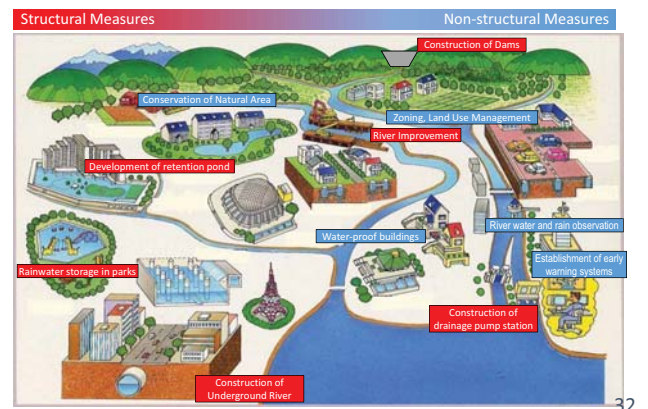 Structural Measures
Non-structural Measures
Construction of Dams
Conservation of Natural Area
Zoning, Land Use Management
River Improvement
Development of retention pond
River water and rain observation
Water-proof buildings
Establishment of early
warning systems
Rainwater storage in parks
Construction of
drainage pump station
Construction of
Underground River
32